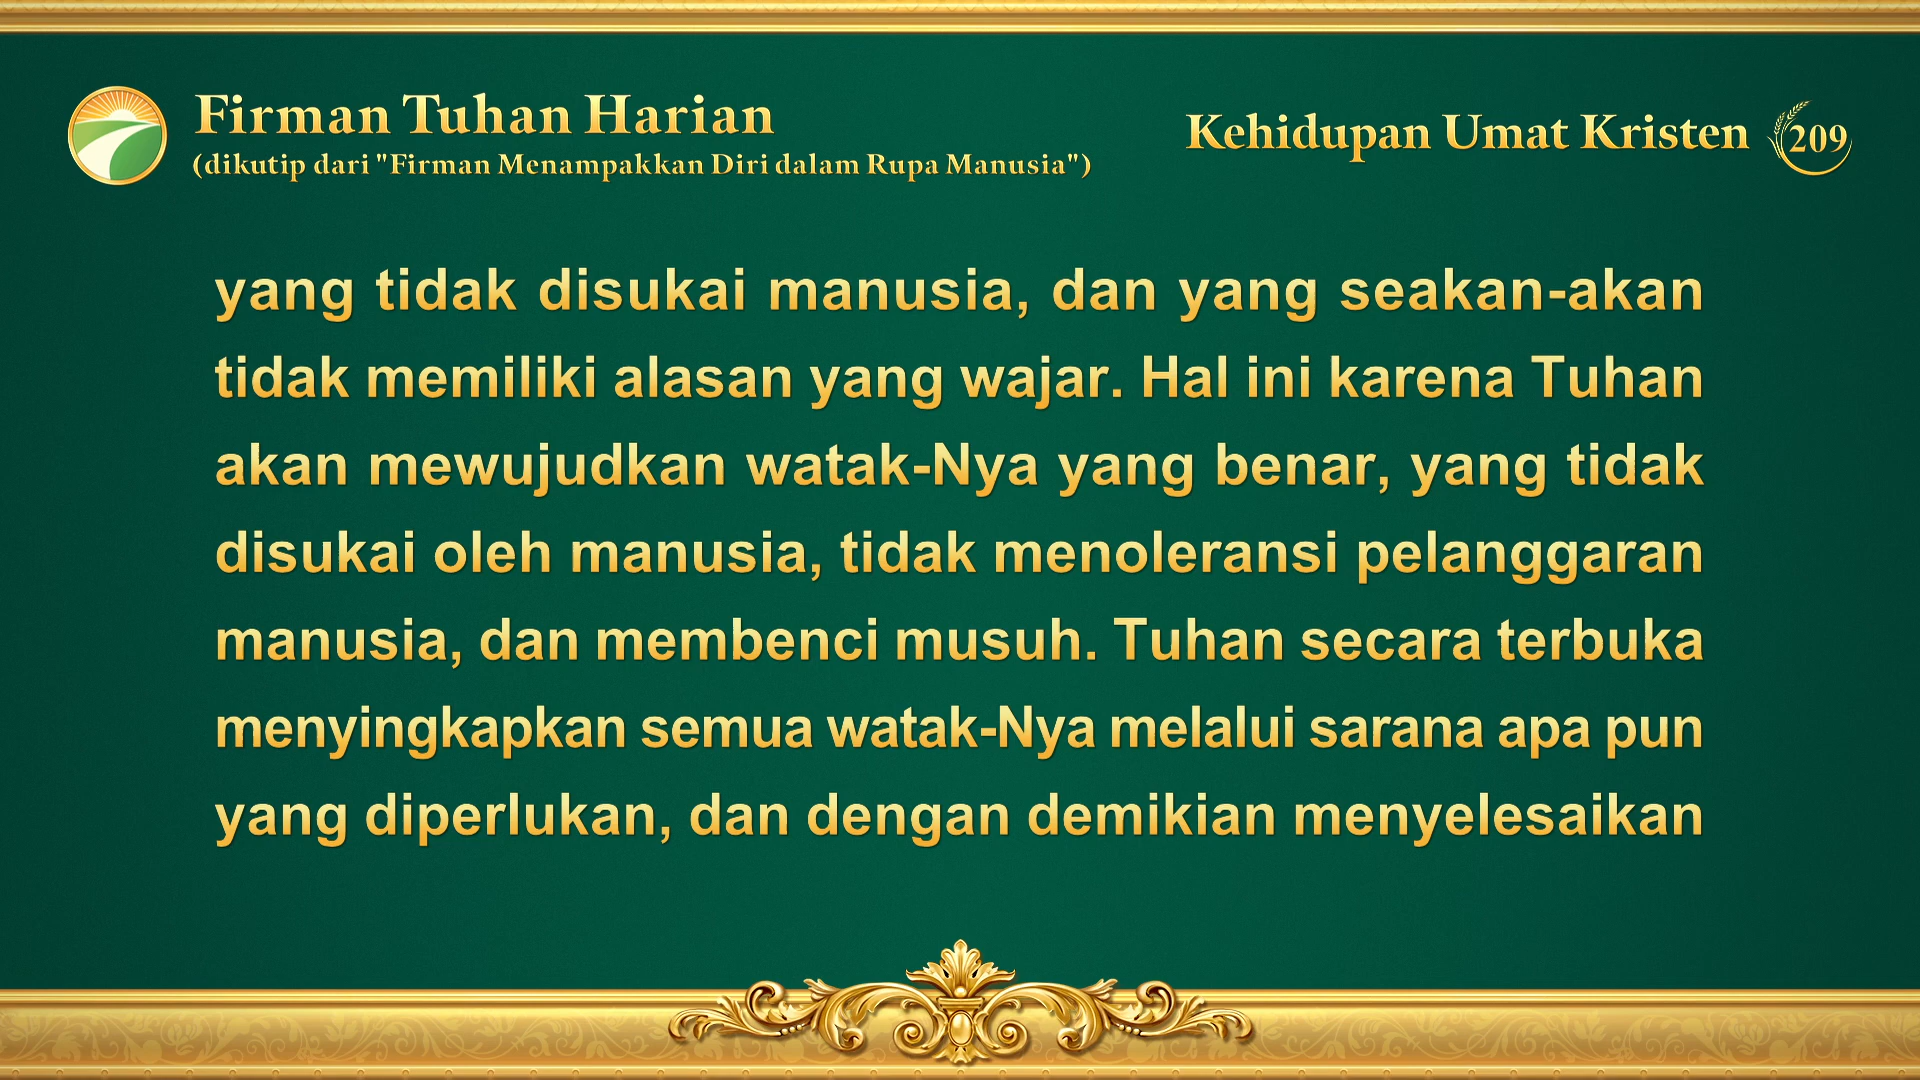 Firman Tuhan Harian
(dikutip dari "Firman Menampakkan Diri dalam Rupa Manusia")
Kehidupan Umat Kristen 209
yang tidak disukai manusia, dan yang seakan-akan
tidak memiliki alasan yang wajar. Hal ini karena Tuhan
akan mewujudkan watak-Nya yang benar, yang tidak
disukai oleh manusia, tidak menoleransi pelanggaran
manusia, dan membenci musuh. Tuhan secara terbuka
menyingkapkan semua watak-Nya melalui sarana apa pun
yang diperlukan, dan dengan demikian menyelesaikan